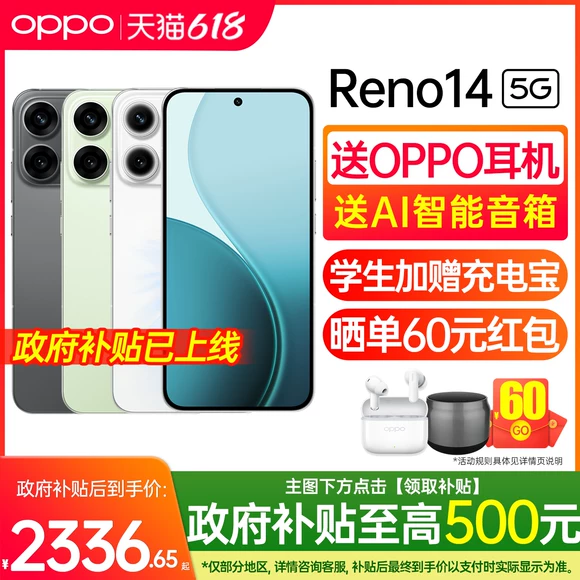 OPPO 天猫618
Reno14 5G
送OPPO耳机
送AI智能音箱
学生加赠充电宝
晒单60元红包
政府补贴已上线
OPPO
60
GO
*活动规则具体见详情页说明
政府补贴后到手价:
¥2336.65起
主图下方点击【领取补贴】
政府补贴至高500元
*仅部分地区,详情咨询客服,补贴后最终到手价以支付时实际显示为准。